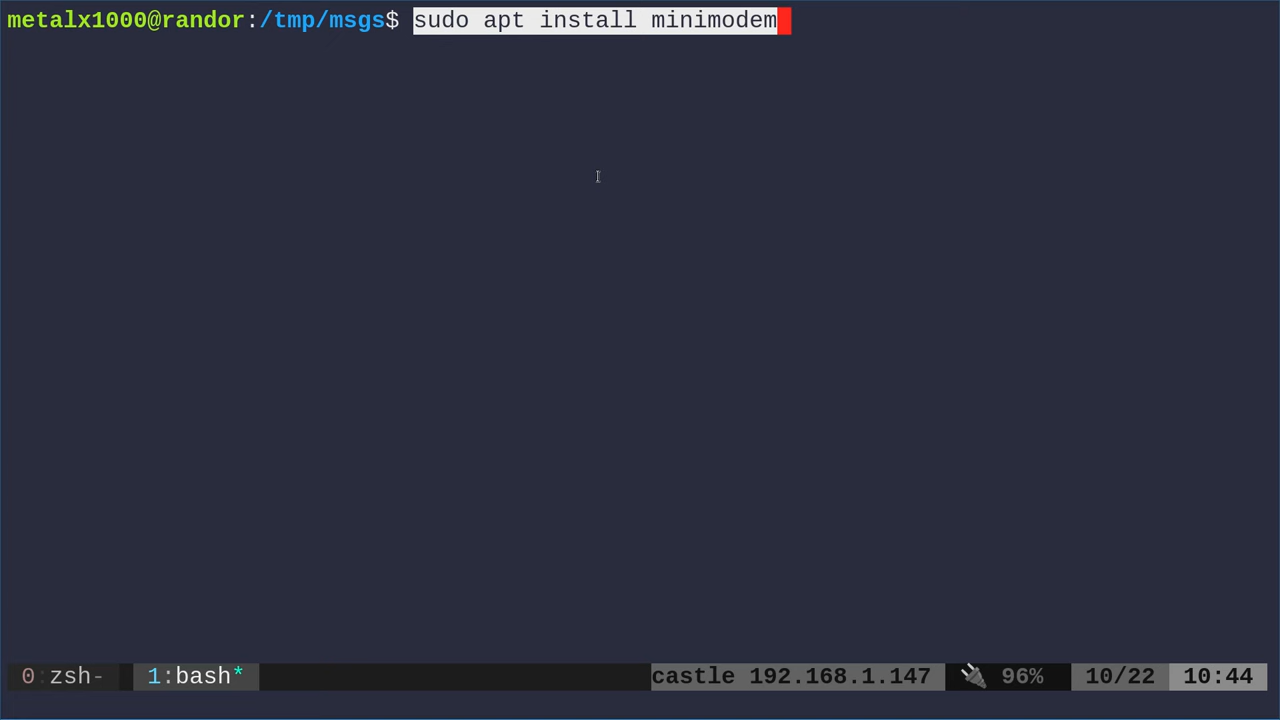 metalx1000@randor:/tmp/msgs$ sudo apt install minimodem
0:zsh- 1:bash* castle 192.168.1.147 96% 10/22 10:44